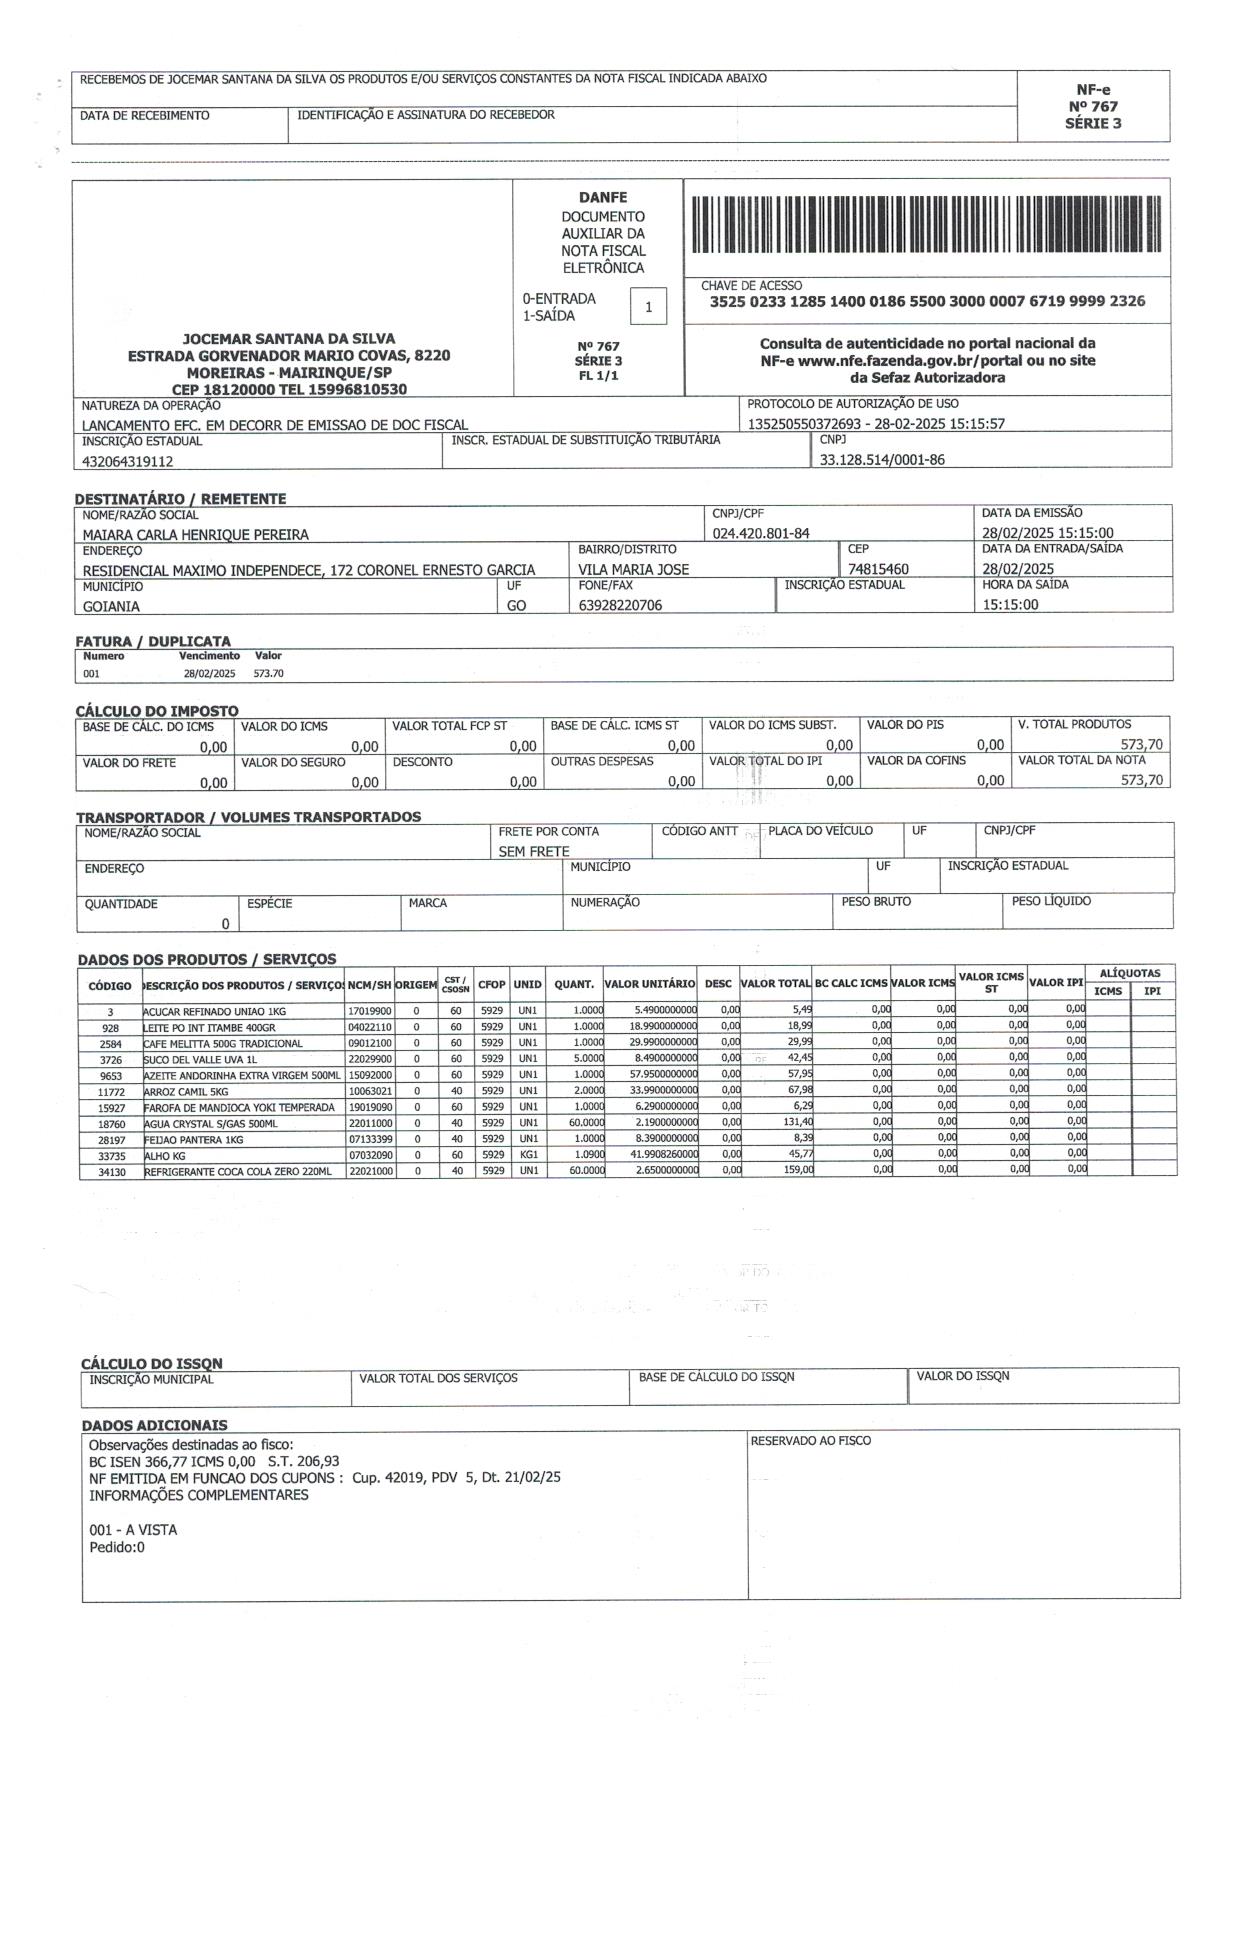 RECEBEMOS DE JOCEMAR SANTANA DA SILVA OS PRODUTOS E/OU SERVIÇOS CONSTANTES DA NOTA FISCAL INDICADA ABAIXO
DATA DE RECEBIMENTO IDENTIFICAÇÃO E ASSINATURA DO RECEBEDOR
NF-e
Nº 767
SÉRIE 3
JOCEMAR SANTANA DA SILVA
ESTRADA GORVENADOR MARIO COVAS, 8220
MOREIRAS - MAIRINQUE/SP
CEP 18120000 TEL 15996810530
DANFE
DOCUMENTO
AUXILIAR DA
NOTA FISCAL
ELETRÔNICA
0-ENTRADA
1-SAÍDA
1
Nº 767
SÉRIE 3
FL 1/1
CHAVE DE ACESSO
3525 0233 1285 1400 0186 5500 3000 0007 6719 9999 2326
Consulta de autenticidade no portal nacional da
NF-e www.nfe.fazenda.gov.br/portal ou no site
da Sefaz Autorizadora
NATUREZA DA OPERAÇÃO PROTOCOLO DE AUTORIZAÇÃO DE USO
LANCAMENTO EFC. EM DECORR DE EMISSAO DE DOC FISCAL 135250550372693 - 28-02-2025 15:15:57
INSCRIÇÃO ESTADUAL INSCR. ESTADUAL DE SUBSTITUIÇÃO TRIBUTÁRIA CNPJ
432064319112 33.128.514/0001-86
DESTINATÁRIO / REMETENTE
NOME/RAZÃO SOCIAL CNPJ/CPF DATA DA EMISSÃO
MAIARA CARLA HENRIQUE PEREIRA 024.420.801-84 28/02/2025 15:15:00
ENDEREÇO BAIRRO/DISTRITO CEP DATA DA ENTRADA/SAÍDA
RESIDENCIAL MAXIMO INDEPENDECE, 172 CORONEL ERNESTO GARCIA VILA MARIA JOSE 74815460 28/02/2025
MUNICÍPIO UF FONE/FAX INSCRIÇÃO ESTADUAL HORA DA SAÍDA
GOIANIA GO 63928220706 15:15:00
FATURA / DUPLICATA
Numero Vencimento Valor
001 28/02/2025 573.70
CÁLCULO DO IMPOSTO
BASE DE CÁLC. DO ICMS VALOR DO ICMS VALOR TOTAL FCP ST BASE DE CÁLC. ICMS ST VALOR DO ICMS SUBST. VALOR DO PIS V. TOTAL PRODUTOS
0,00 0,00 0,00 0,00 0,00 0,00 573,70
VALOR DO FRETE VALOR DO SEGURO DESCONTO OUTRAS DESPESAS VALOR TOTAL DO IPI VALOR DA COFINS VALOR TOTAL DA NOTA
0,00 0,00 0,00 0,00 0,00 0,00 573,70
TRANSPORTADOR / VOLUMES TRANSPORTADOS
NOME/RAZÃO SOCIAL FRETE POR CONTA CÓDIGO ANTT PLACA DO VEÍCULO UF CNPJ/CPF
SEM FRETE
ENDEREÇO MUNICÍPIO UF INSCRIÇÃO ESTADUAL
QUANTIDADE ESPÉCIE MARCA NUMERAÇÃO PESO BRUTO PESO LÍQUIDO
0
DADOS DOS PRODUTOS / SERVIÇOS
CÓDIGO ESCRIÇÃO DOS PRODUTOS / SERVIÇO NCM/SH ORIGEM CST / CSOSN CFOP UNID QUANT. VALOR UNITÁRIO DESC VALOR TOTAL BC CALC ICMS VALOR ICMS VALOR ICMS ST VALOR IPI ALÍQUOTAS ICMS IPI
3 ACUCAR REFINADO UNIAO 1KG 17019900 0 60 5929 UN1 1.0000 5.4900000000 0,00 5,49 0,00 0,00 0,00 0,00
928 LEITE PO INT ITAMBE 400GR 04022110 0 60 5929 UN1 1.0000 18.9900000000 0,00 18,99 0,00 0,00 0,00 0,00
2584 CAFE MELITTA 500G TRADICIONAL 09012100 0 60 5929 UN1 1.0000 29.9900000000 0,00 29,99 0,00 0,00 0,00 0,00
3726 SUCO DEL VALLE UVA 1L 22029900 0 60 5929 UN1 5.0000 8.4900000000 0,00 42,45 0,00 0,00 0,00 0,00
9653 AZEITE ANDORINHA EXTRA VIRGEM 500ML 15092000 0 60 5929 UN1 1.0000 57.9500000000 0,00 57,95 0,00 0,00 0,00 0,00
11772 ARROZ CAMIL 5KG 10063021 0 40 5929 UN1 2.0000 33.9900000000 0,00 67,98 0,00 0,00 0,00 0,00
15927 FAROFA DE MANDIOCA YOKI TEMPERADA 19019090 0 60 5929 UN1 1.0000 6.2900000000 0,00 6,29 0,00 0,00 0,00 0,00
18760 AGUA CRYSTAL S/GAS 500ML 22011000 0 40 5929 UN1 60.0000 2.1900000000 0,00 131,40 0,00 0,00 0,00 0,00
28197 FEIJAO PANTERA 1KG 07133399 0 40 5929 UN1 1.0000 8.3900000000 0,00 8,39 0,00 0,00 0,00 0,00
33735 ALHO KG 07032090 0 60 5929 KG1 1.0900 41.9908260000 0,00 45,77 0,00 0,00 0,00 0,00
34130 REFRIGERANTE COCA COLA ZERO 220ML 22021000 0 40 5929 UN1 60.0000 2.6500000000 0,00 159,00 0,00 0,00 0,00 0,00
CÁLCULO DO ISSQN
INSCRIÇÃO MUNICIPAL VALOR TOTAL DOS SERVIÇOS BASE DE CÁLCULO DO ISSQN VALOR DO ISSQN
DADOS ADICIONAIS
Observações destinadas ao fisco: RESERVADO AO FISCO
BC ISEN 366,77 ICMS 0,00 S.T. 206,93
NF EMITIDA EM FUNCAO DOS CUPONS : Cup. 42019, PDV 5, Dt. 21/02/25
INFORMAÇÕES COMPLEMENTARES
001 - A VISTA
Pedido:0